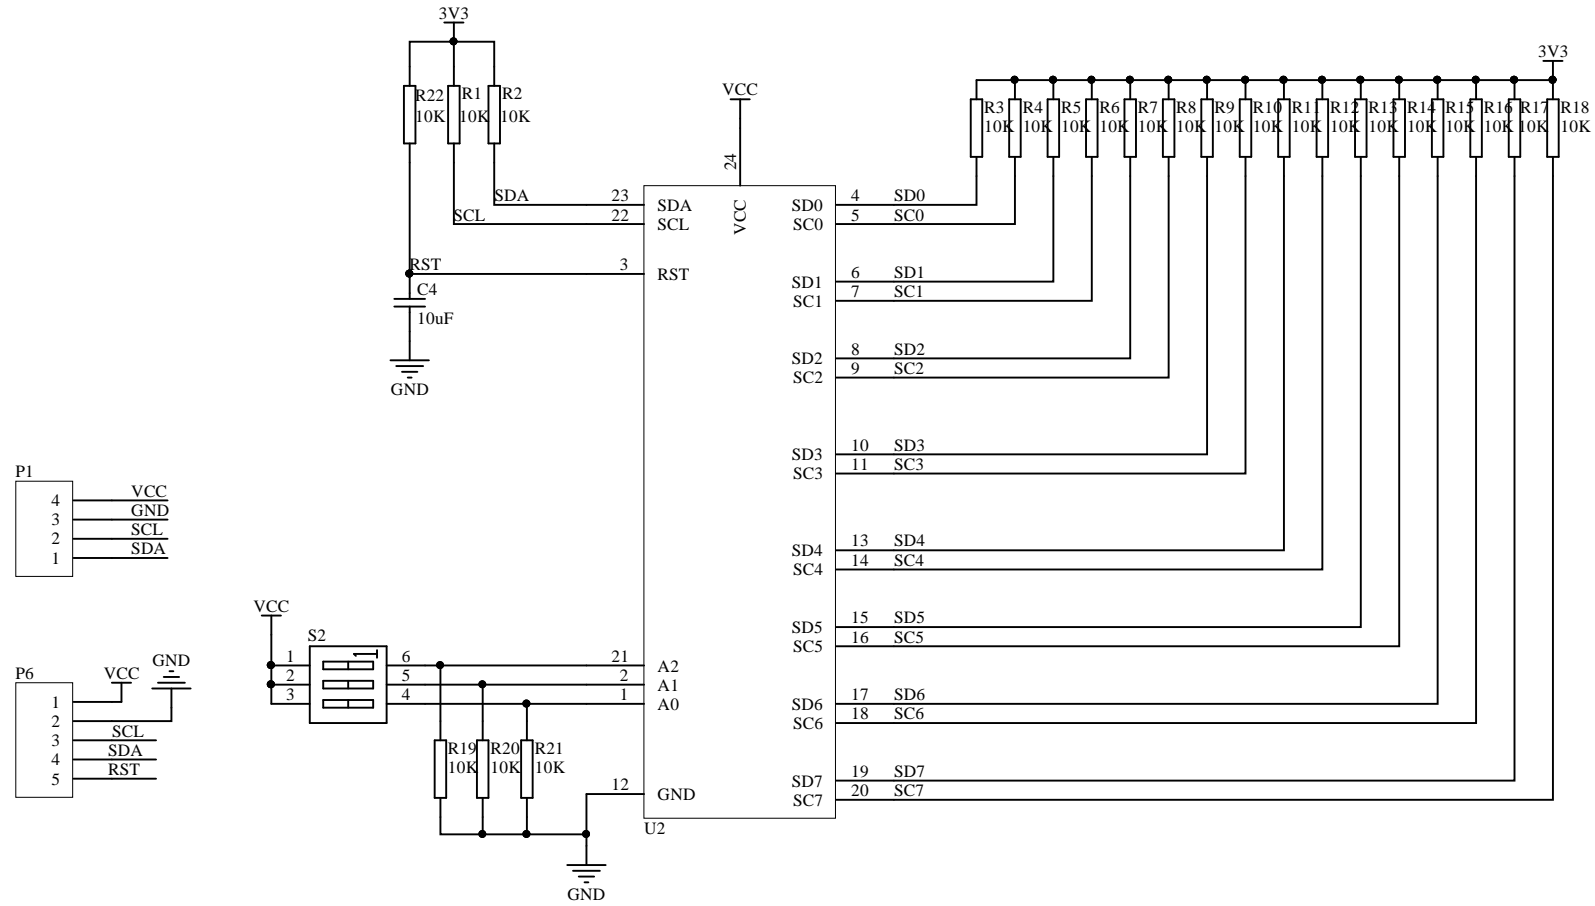 3V3
R22 R1 R2
10K 10K 10K
VCC
24
3V3
R3 R4 R5 R6 R7 R8 R9 R10 R11 R12 R13 R14 R15 R16 R17 R18
10K 10K 10K 10K 10K 10K 10K 10K 10K 10K 10K 10K 10K 10K 10K 10K
SDA 23 SDA
SCL 22 SCL
RST 3 RST
C4
10uF
GND
VCC
SD0 4 SD0
SC0 5 SC0
SD1 6 SD1
SC1 7 SC1
SD2 8 SD2
SC2 9 SC2
SD3 10 SD3
SC3 11 SC3
SD4 13 SD4
SC4 14 SC4
SD5 15 SD5
SC5 16 SC5
SD6 17 SD6
SC6 18 SC6
SD7 19 SD7
SC7 20 SC7
P1
4 VCC
3 GND
2 SCL
1 SDA
VCC
S2
1
1 6 21 A2
2 5 2 A1
3 4 1 A0
R19 R20 R21
10K 10K 10K
12 GND
U2
GND
P6
VCC GND
1
2
3 SCL
4 SDA
5 RST